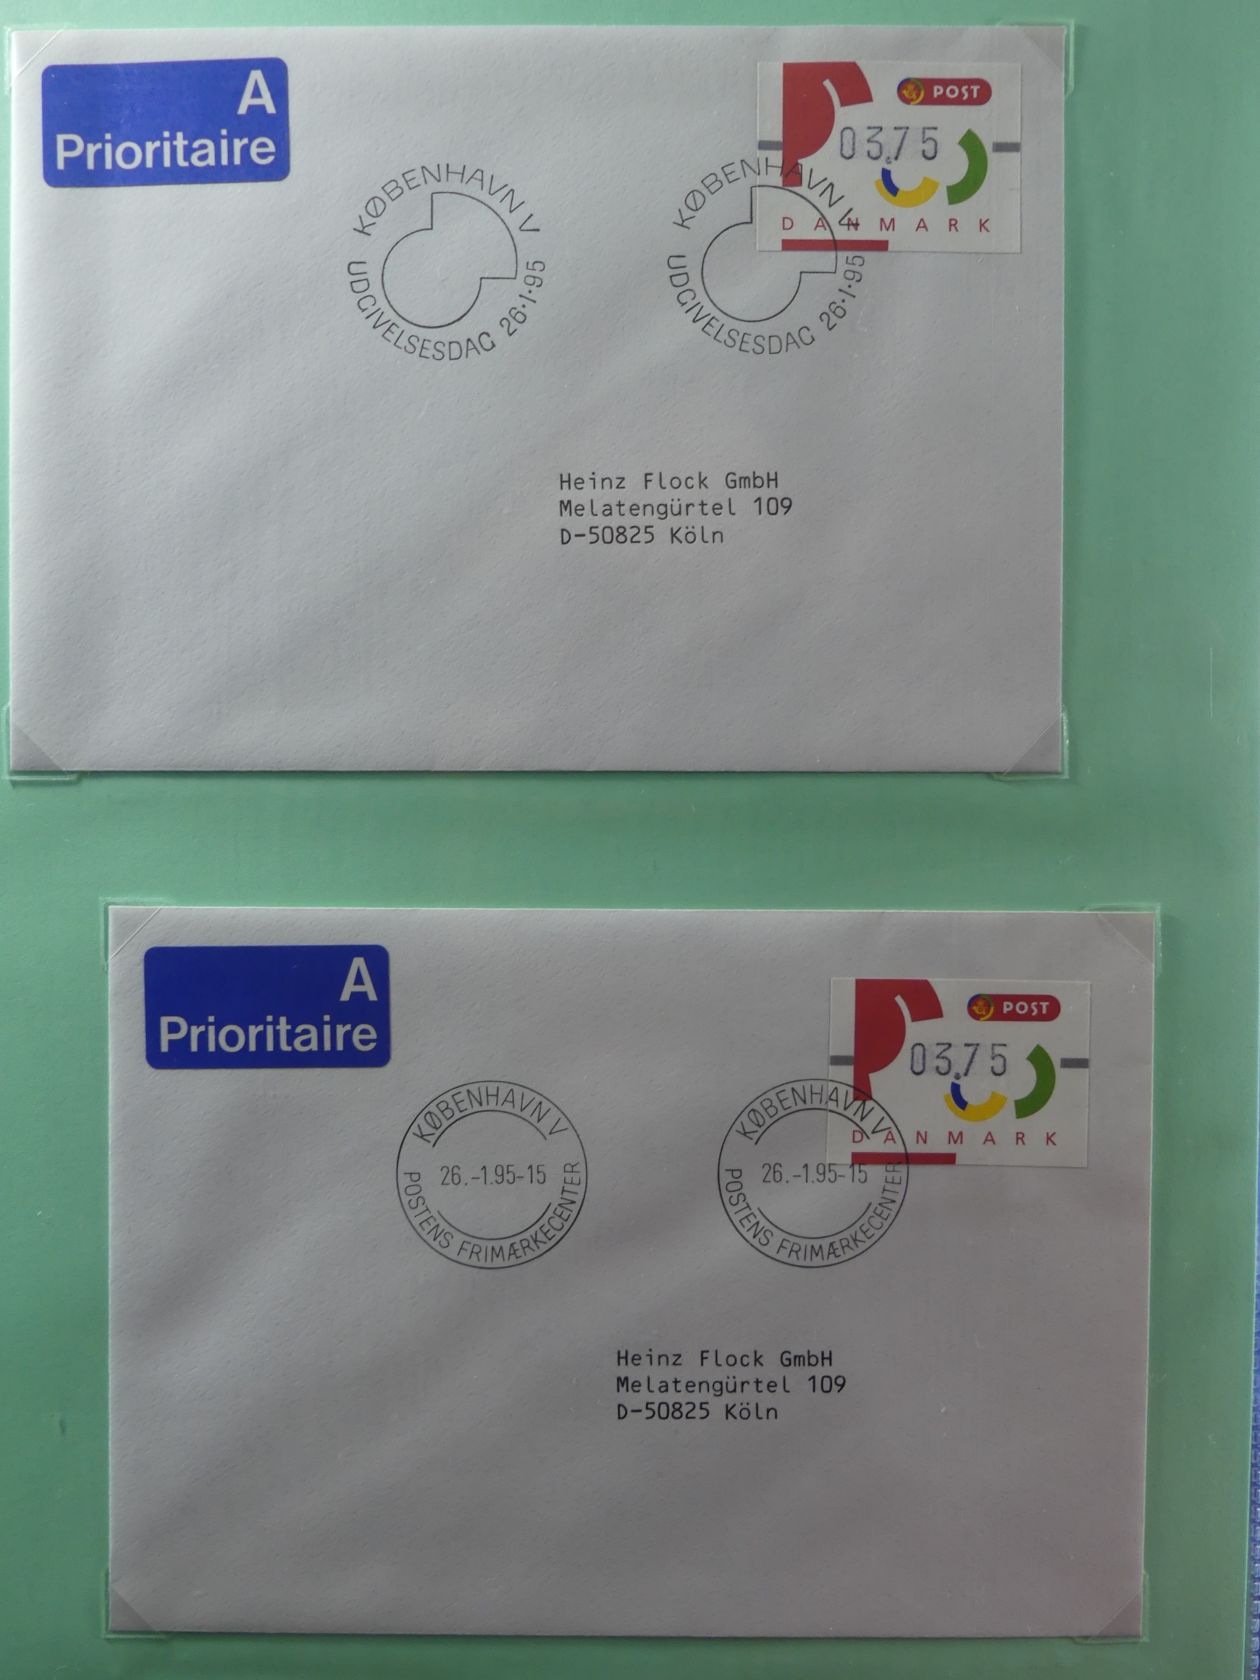 A
Prioritaire
POST
03.75
DANMARK
KØBENHAVN V
UDGIVELSESDAG 26.1.95
KØBENHAVN V
UDGIVELSESDAG 26.1.95
Heinz Flock GmbH
Melatengürtel 109
D-50825 Köln
A
Prioritaire
POST
03.75
DANMARK
KØBENHAVN V
26.-1.95-15
POSTENS FRIMÆRKECENTER
KØBENHAVN V
26.-1.95-15
POSTENS FRIMÆRKECENTER
Heinz Flock GmbH
Melatengürtel 109
D-50825 Köln